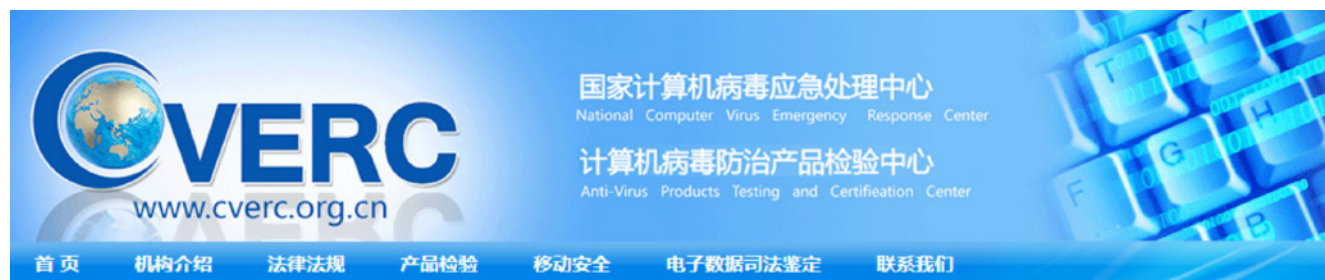 CVERC
www.cverc.org.cn
国家计算机病毒应急处理中心
National Computer Virus Emergency Response Center
计算机病毒防治产品检验中心
Anti-Virus Products Testing and Certifieation Center
T Y
G H
F B
首 页 机构介绍 法律法规 产品检验 移动安全 电子数据司法鉴定 联系我们